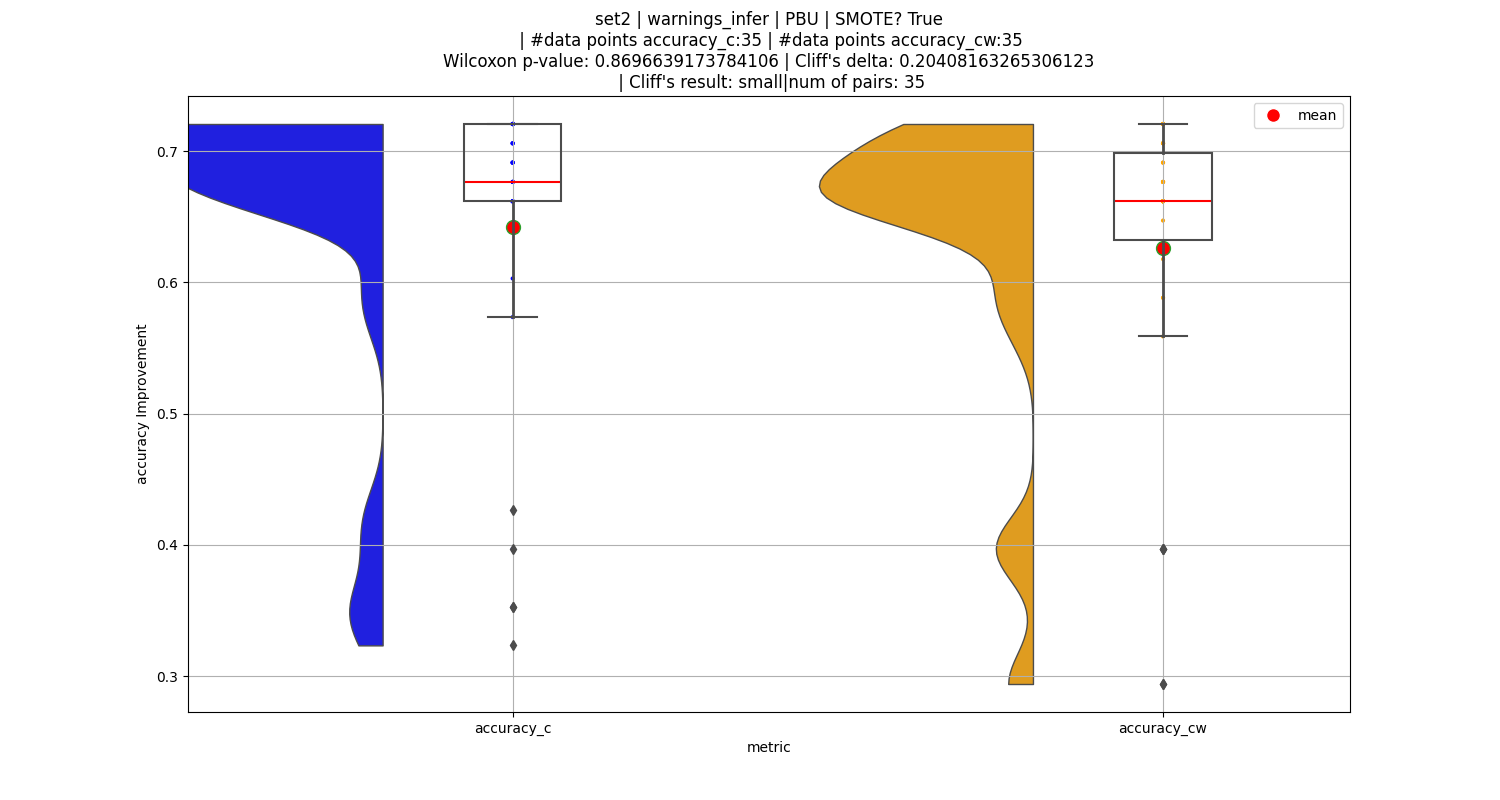 set2 | warnings_infer | PBU | SMOTE? True
| #data points accuracy_c:35 | #data points accuracy_cw:35
Wilcoxon p-value: 0.8696639173784106 | Cliff's delta: 0.20408163265306123
| Cliff's result: small|num of pairs: 35
mean
0.7
0.6
0.5
0.4
0.3
accuracy Improvement
accuracy_c
accuracy_cw
metric